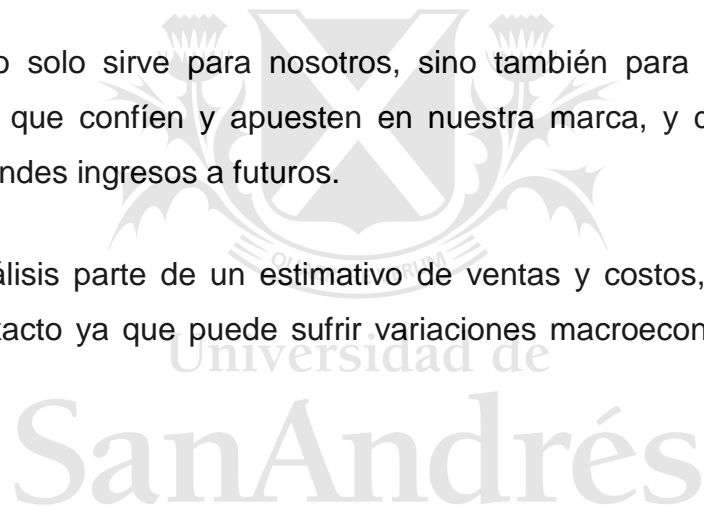 o solo sirve para nosotros, sino también para
que confíen y apuesten en nuestra marca, y
ndes ingresos a futuros.
álisis parte de un estimativo de ventas y costos,
xacto ya que puede sufrir variaciones macroecon
Universidad de
SanAndrés